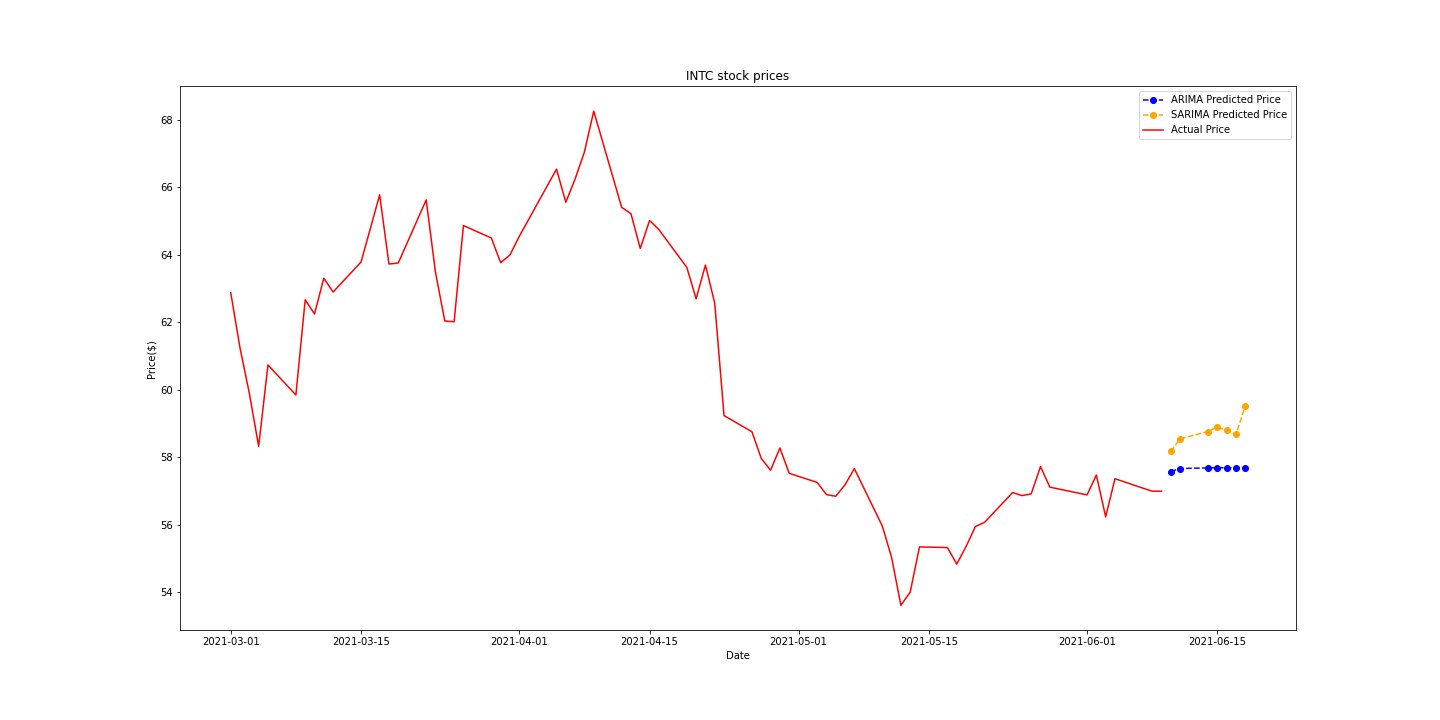 INTC stock prices
ARIMA Predicted Price
SARIMA Predicted Price
Actual Price
68
66
64
62
60
58
56
54
Price($)
2021-03-01 2021-03-15 2021-04-01 2021-04-15 2021-05-01 2021-05-15 2021-06-01 2021-06-15
Date